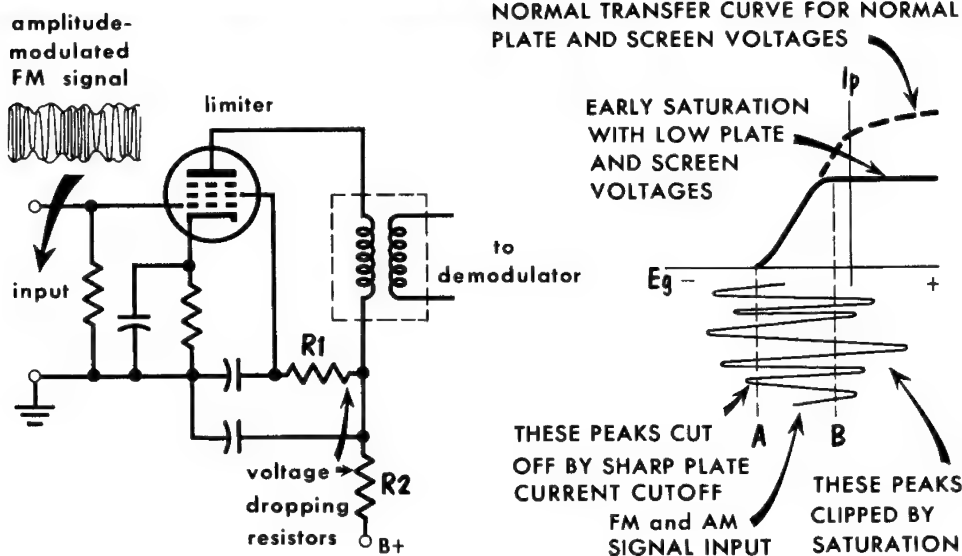 amplitude-
modulated
FM signal
limiter
input
R1
to
demodulator
voltage
dropping
resistors
R2
B+
NORMAL TRANSFER CURVE FOR NORMAL
PLATE AND SCREEN VOLTAGES
Ip
EARLY SATURATION
WITH LOW PLATE
AND SCREEN
VOLTAGES
Eg -
+
A
B
THESE PEAKS CUT
OFF BY SHARP PLATE
CURRENT CUTOFF
FM and AM
SIGNAL INPUT
THESE PEAKS
CLIPPED BY
SATURATION